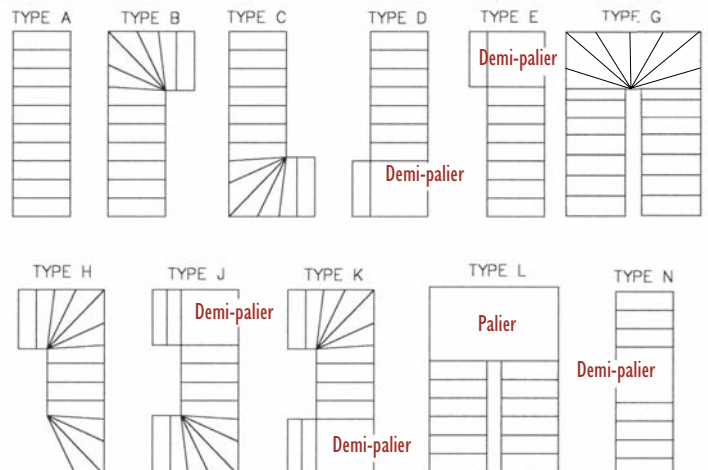 TYPE A
TYPE B
TYPE C
TYPE D
TYPE E
TYPE G
Demi-palier
Demi-palier
TYPE H
TYPE J
TYPE K
TYPE L
TYPE N
Demi-palier
Palier
Demi-palier
Demi-palier